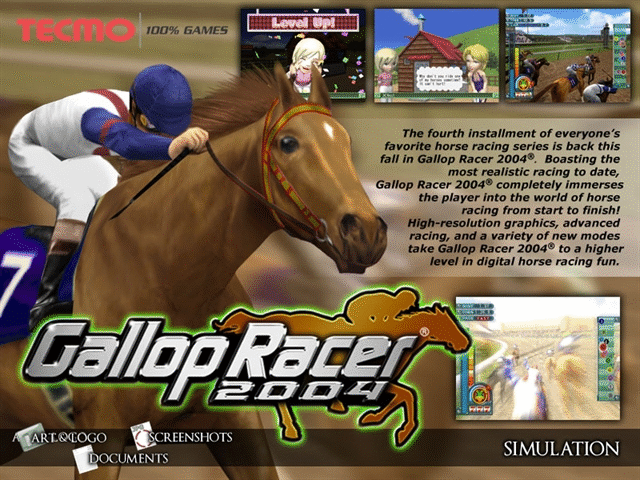 TECMO 100% GAMES
Level Up!
The fourth installment of everyone's
favorite horse racing series is back this
fall in Gallop Racer 2004®. Boasting the
most realistic racing to date,
Gallop Racer 2004® completely immerses
the player into the world of horse
racing from start to finish!
High-resolution graphics, advanced
racing, and a variety of new modes
take Gallop Racer 2004® to a higher
level in digital horse racing fun.
7
Gallop Racer®
2004
ART & LOGO
SCREENSHOTS
DOCUMENTS
SIMULATION